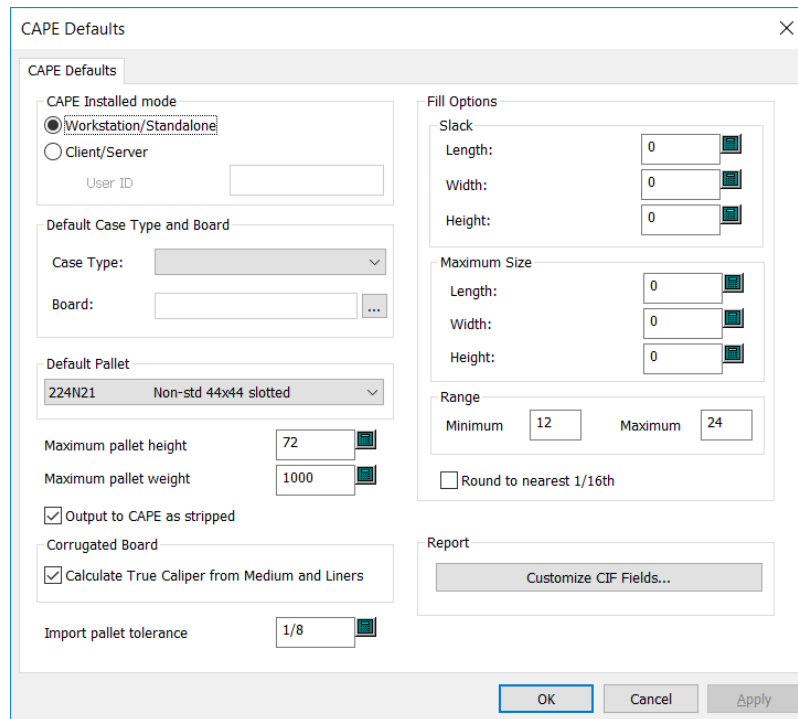 CAPE Defaults
CAPE Defaults
CAPE Installed mode
Workstation/Standalone
Client/Server
User ID
Default Case Type and Board
Case Type:
Board:
...
Default Pallet
224N21 Non-std 44x44 slotted
Maximum pallet height 72
Maximum pallet weight 1000
Output to CAPE as stripped
Corrugated Board
Calculate True Caliper from Medium and Liners
Import pallet tolerance 1/8
Fill Options
Slack
Length: 0
Width: 0
Height: 0
Maximum Size
Length: 0
Width: 0
Height: 0
Range
Minimum 12 Maximum 24
Round to nearest 1/16th
Report
Customize CIF Fields...
OK Cancel Apply